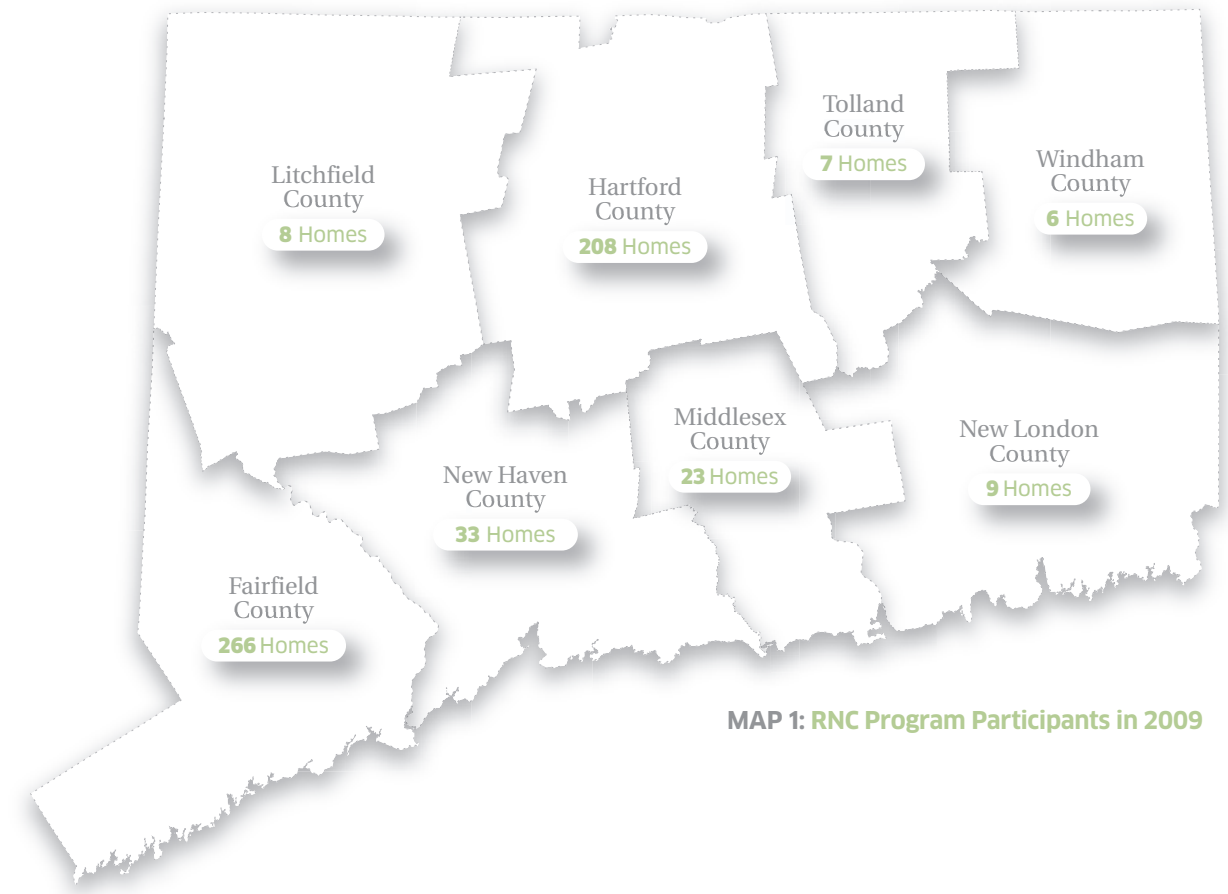 Litchfield
County
8 Homes
Hartford
County
208 Homes
Tolland
County
7 Homes
Windham
County
6 Homes
Fairfield
County
266 Homes
New Haven
County
33 Homes
Middlesex
County
23 Homes
New London
County
9 Homes
MAP 1: RNC Program Participants in 2009